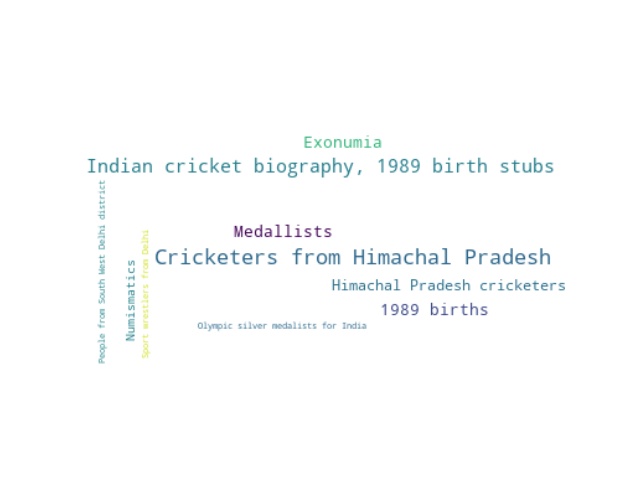 Exonumia
Indian cricket biography, 1989 birth stubs
People from South West Delhi district
Medallists
Sport wrestlers from Delhi
Cricketers from Himachal Pradesh
Numismatics
Himachal Pradesh cricketers
1989 births
Olympic silver medalists for India